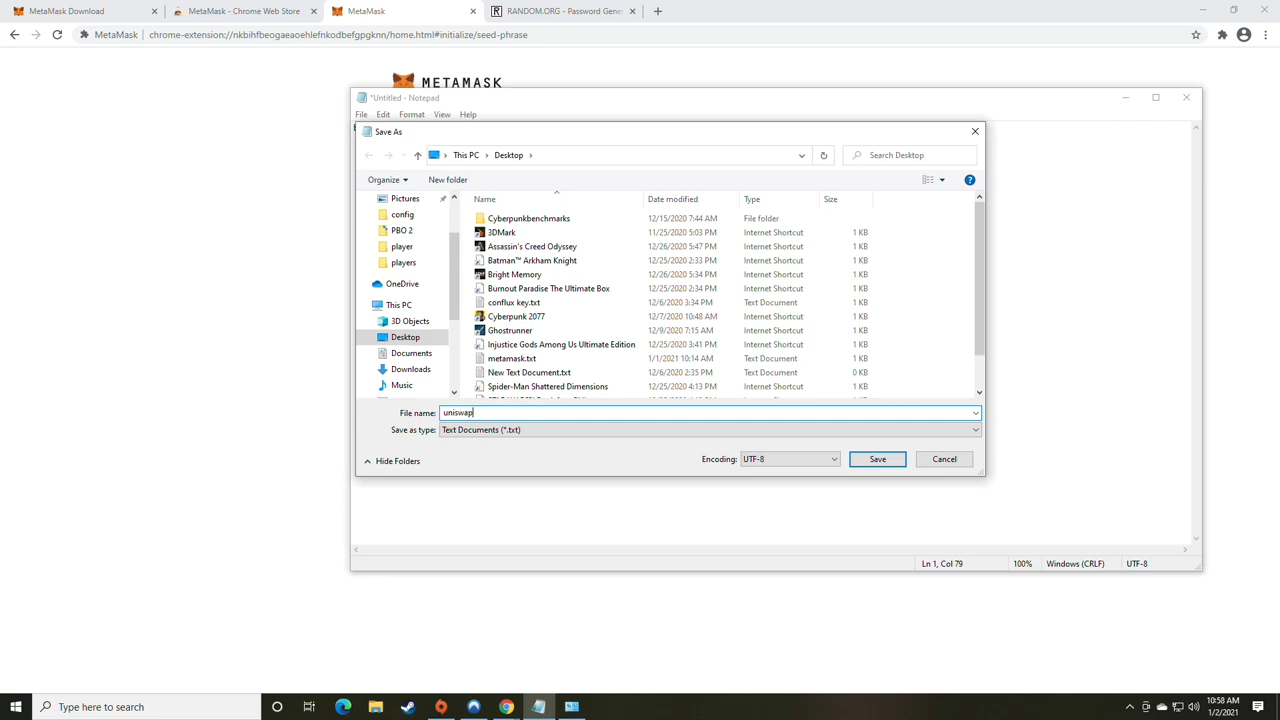 MetaMask Download
MetaMask - Chrome Web Store
MetaMask
RANDOM.ORG - Password Gene
MetaMask
chrome-extension://nkbihfbeogaeaoehlefnkodbefgpgknn/home.html#initialize/seed-phrase
METAMASK
*Untitled - Notepad
File Edit Format View Help
Save As
This PC > Desktop >
Search Desktop
Organize New folder
Name Date modified Type Size
Pictures
config
PBO 2
player
players
OneDrive
This PC
3D Objects
Desktop
Documents
Downloads
Music
Cyberpunkbenchmarks 12/15/2020 7:44 AM File folder
3DMark 11/25/2020 5:03 PM Internet Shortcut 1 KB
Assassin's Creed Odyssey 12/26/2020 5:47 PM Internet Shortcut 1 KB
Batman™ Arkham Knight 12/25/2020 2:33 PM Internet Shortcut 1 KB
Bright Memory 12/26/2020 5:34 PM Internet Shortcut 1 KB
Burnout Paradise The Ultimate Box 12/25/2020 2:34 PM Internet Shortcut 1 KB
conflux key.txt 12/6/2020 3:34 PM Text Document 1 KB
Cyberpunk 2077 12/7/2020 10:48 AM Internet Shortcut 1 KB
Ghostrunner 12/9/2020 7:15 AM Internet Shortcut 1 KB
Injustice Gods Among Us Ultimate Edition 12/25/2020 3:41 PM Internet Shortcut 1 KB
metamask.txt 1/1/2021 10:14 AM Text Document 1 KB
New Text Document.txt 12/6/2020 2:35 PM Text Document 0 KB
Spider-Man Shattered Dimensions 12/25/2020 4:13 PM Internet Shortcut 1 KB
File name: uniswap
Save as type: Text Documents (*.txt)
Hide Folders
Encoding: UTF-8
Save
Cancel
Ln 1, Col 79 100% Windows (CRLF) UTF-8
Type here to search
10:58 AM
1/2/2021